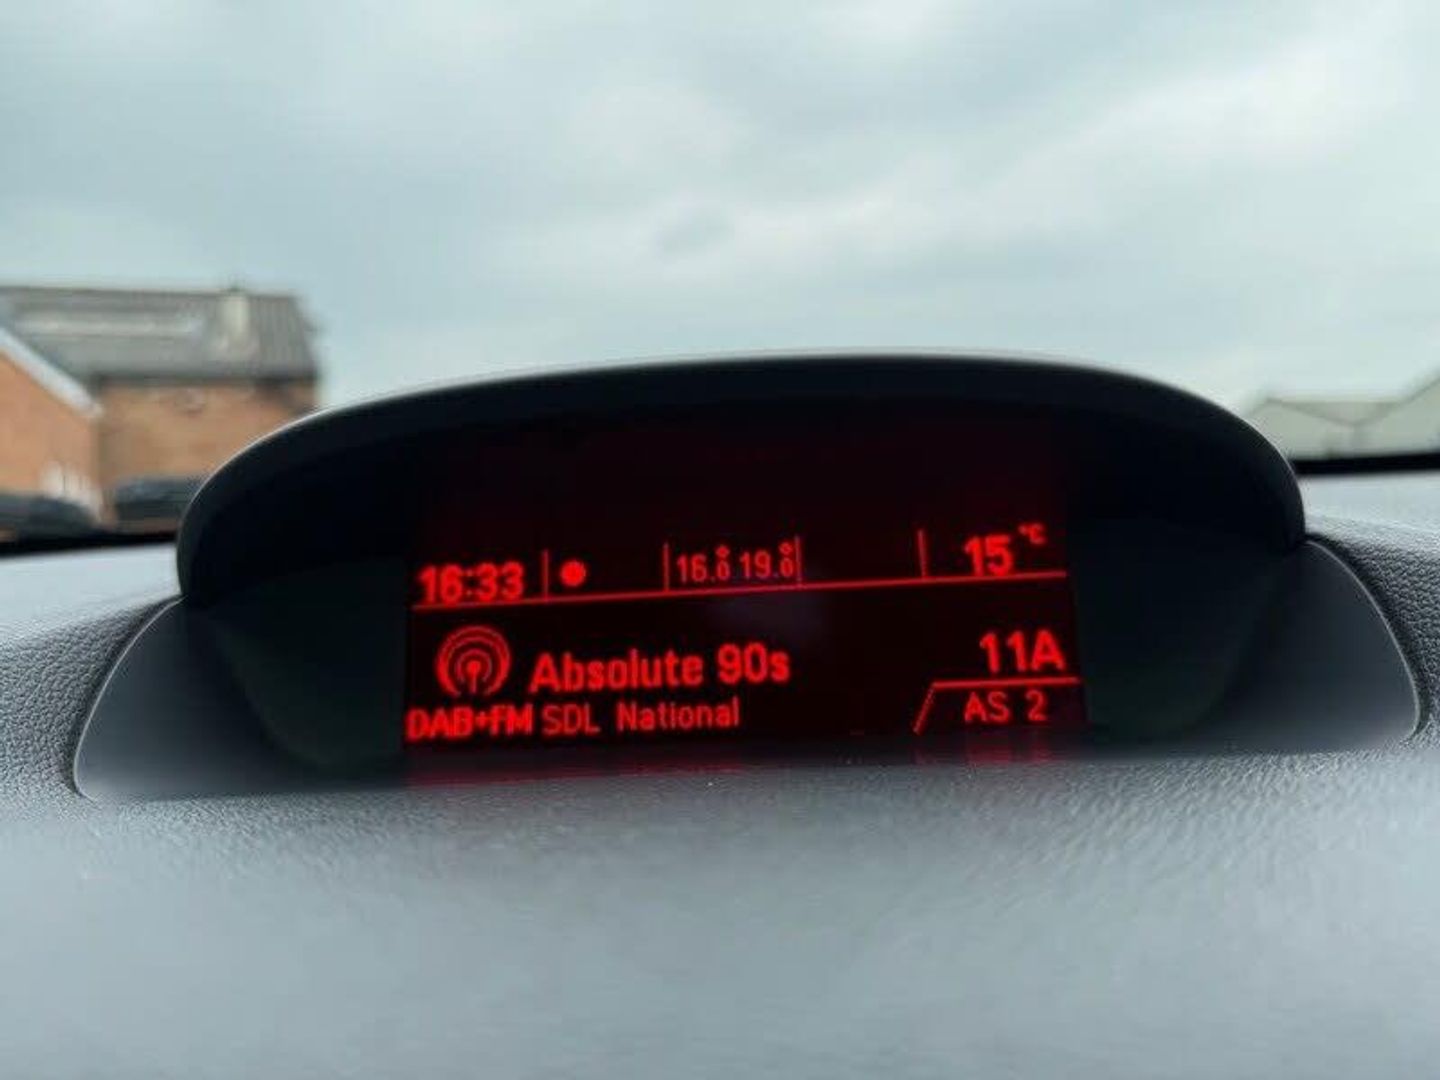 16:33 16.0° 19.0° 15 °C
Absolute 90s 11A
DAB+FM SDL National AS 2